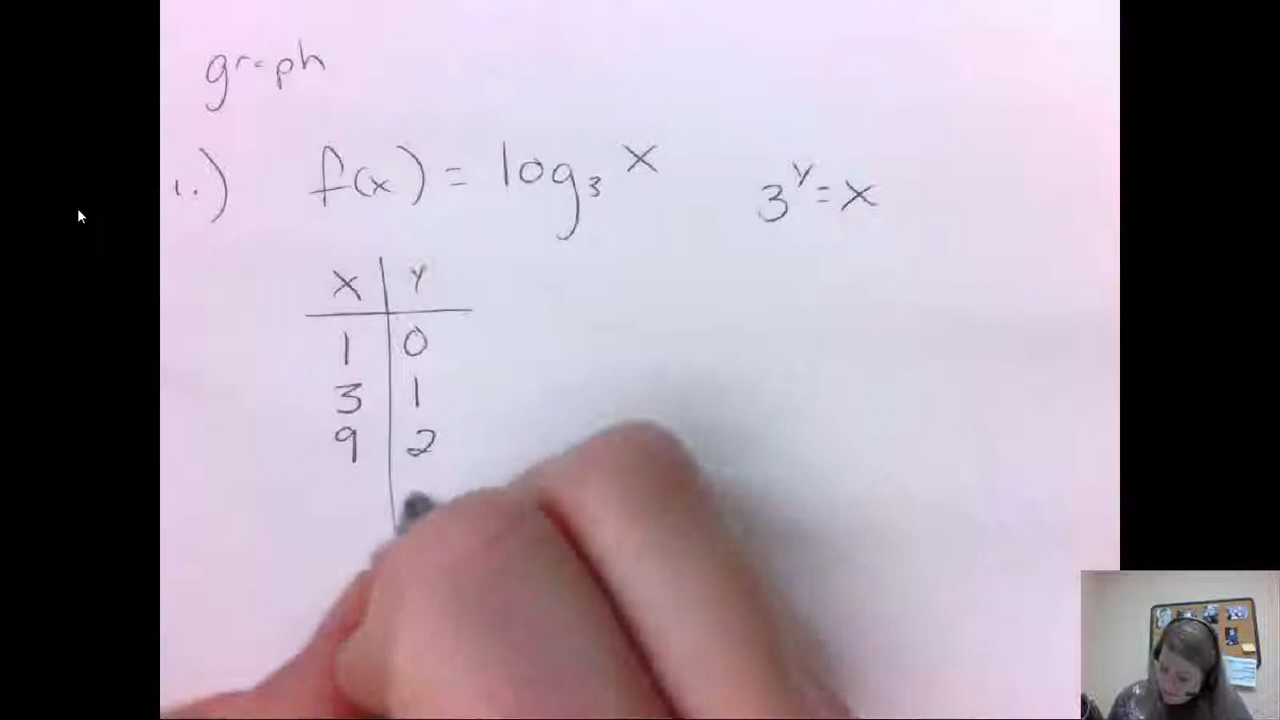 graph
1.) f(x) = log₃ x 3ʸ = x
x y
1 0
3 1
9 2